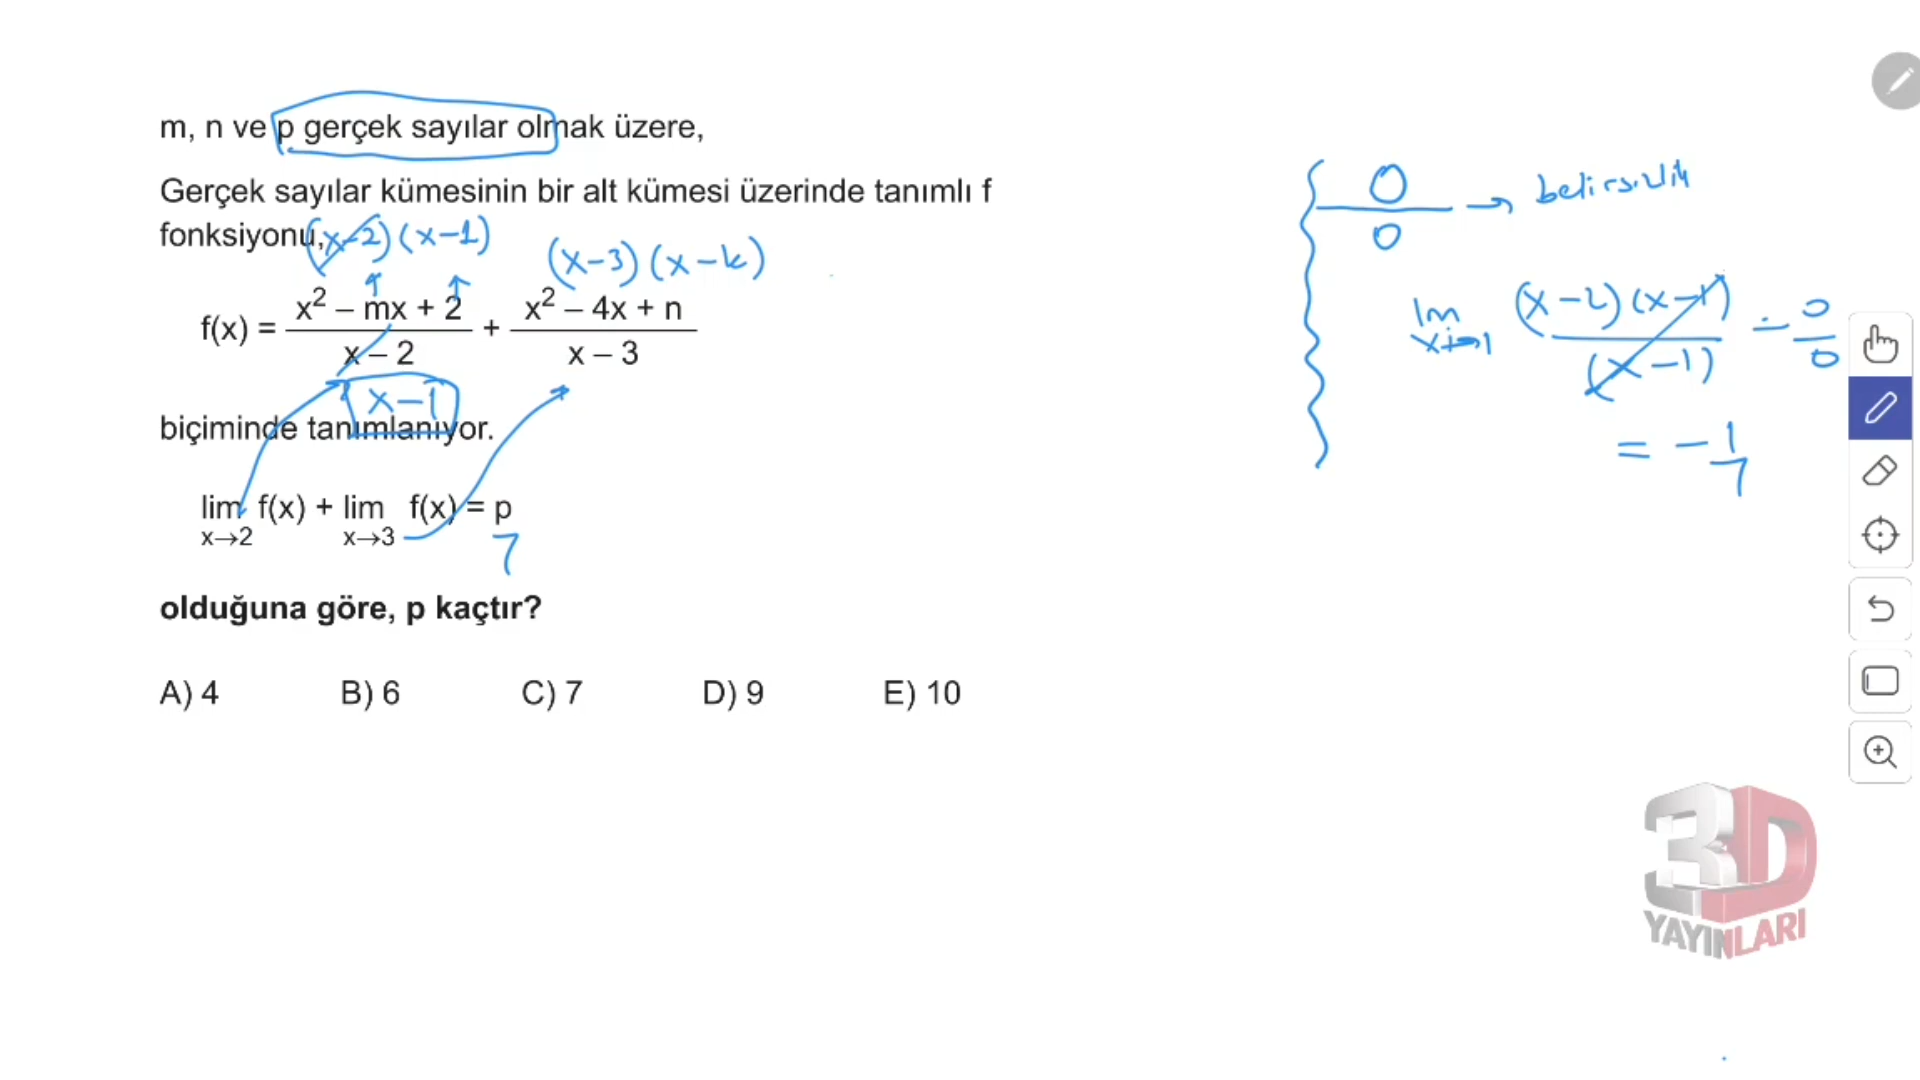 m, n ve p gerçek sayılar olmak üzere,
Gerçek sayılar kümesinin bir alt kümesi üzerinde tanımlı f
fonksiyonu,
(x-2)(x-1)
(x-3)(x-k)
f(x) = x² – mx + 2 / x – 2 + x² – 4x + n / x – 3
x-1
biçiminde tanımlanıyor.
lim x→2 f(x) + lim x→3 f(x) = p
7
olduğuna göre, p kaçtır?
A) 4 B) 6 C) 7 D) 9 E) 10
0/0 → belirsizlik
lim x→1 (x-2)(x-1)/(x-1) = 0/0
= -1
7
3D
YAYINLARI